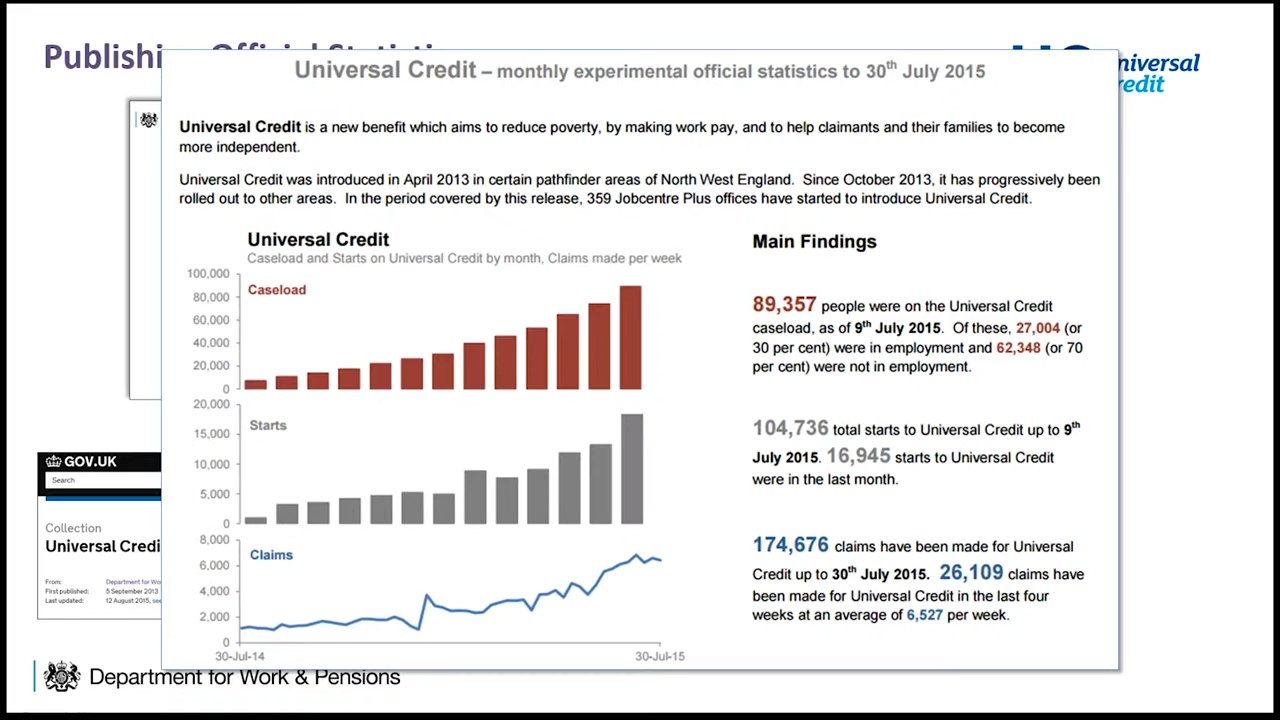 Publishi
Universal Credit – monthly experimental official statistics to 30th July 2015
niversal
redit
Universal Credit is a new benefit which aims to reduce poverty, by making work pay, and to help claimants and their families to become
more independent.
Universal Credit was introduced in April 2013 in certain pathfinder areas of North West England. Since October 2013, it has progressively been
rolled out to other areas. In the period covered by this release, 359 Jobcentre Plus offices have started to introduce Universal Credit.
Universal Credit
Caseload and Starts on Universal Credit by month, Claims made per week
100,000
80,000
60,000
40,000
20,000
0
Caseload
20,000
15,000
10,000
5,000
0
Starts
8,000
6,000
4,000
2,000
0
Claims
30-Jul-14
30-Jul-15
Main Findings
89,357 people were on the Universal Credit
caseload, as of 9th July 2015. Of these, 27,004 (or
30 per cent) were in employment and 62,348 (or 70
per cent) were not in employment.
104,736 total starts to Universal Credit up to 9th
July 2015. 16,945 starts to Universal Credit
were in the last month.
174,676 claims have been made for Universal
Credit up to 30th July 2015. 26,109 claims have
been made for Universal Credit in the last four
weeks at an average of 6,527 per week.
GOV.UK
Search
Collection
Universal Credi
From: Department for Wo
First published: 5 September 2013
Last updated: 12 August 2015, see
Department for Work & Pensions